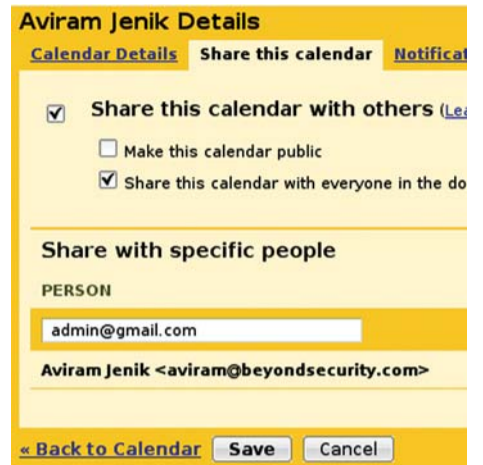 Aviram Jenik Details
Calendar Details Share this calendar
Share this calendar with others
Make this calendar public
Share this calendar with everyone in the
Share with specific people
PERSON
admin@gmail.com
Aviram Jenik <aviram@beyondsecurity.com>
« Back to Calendar Save Cancel